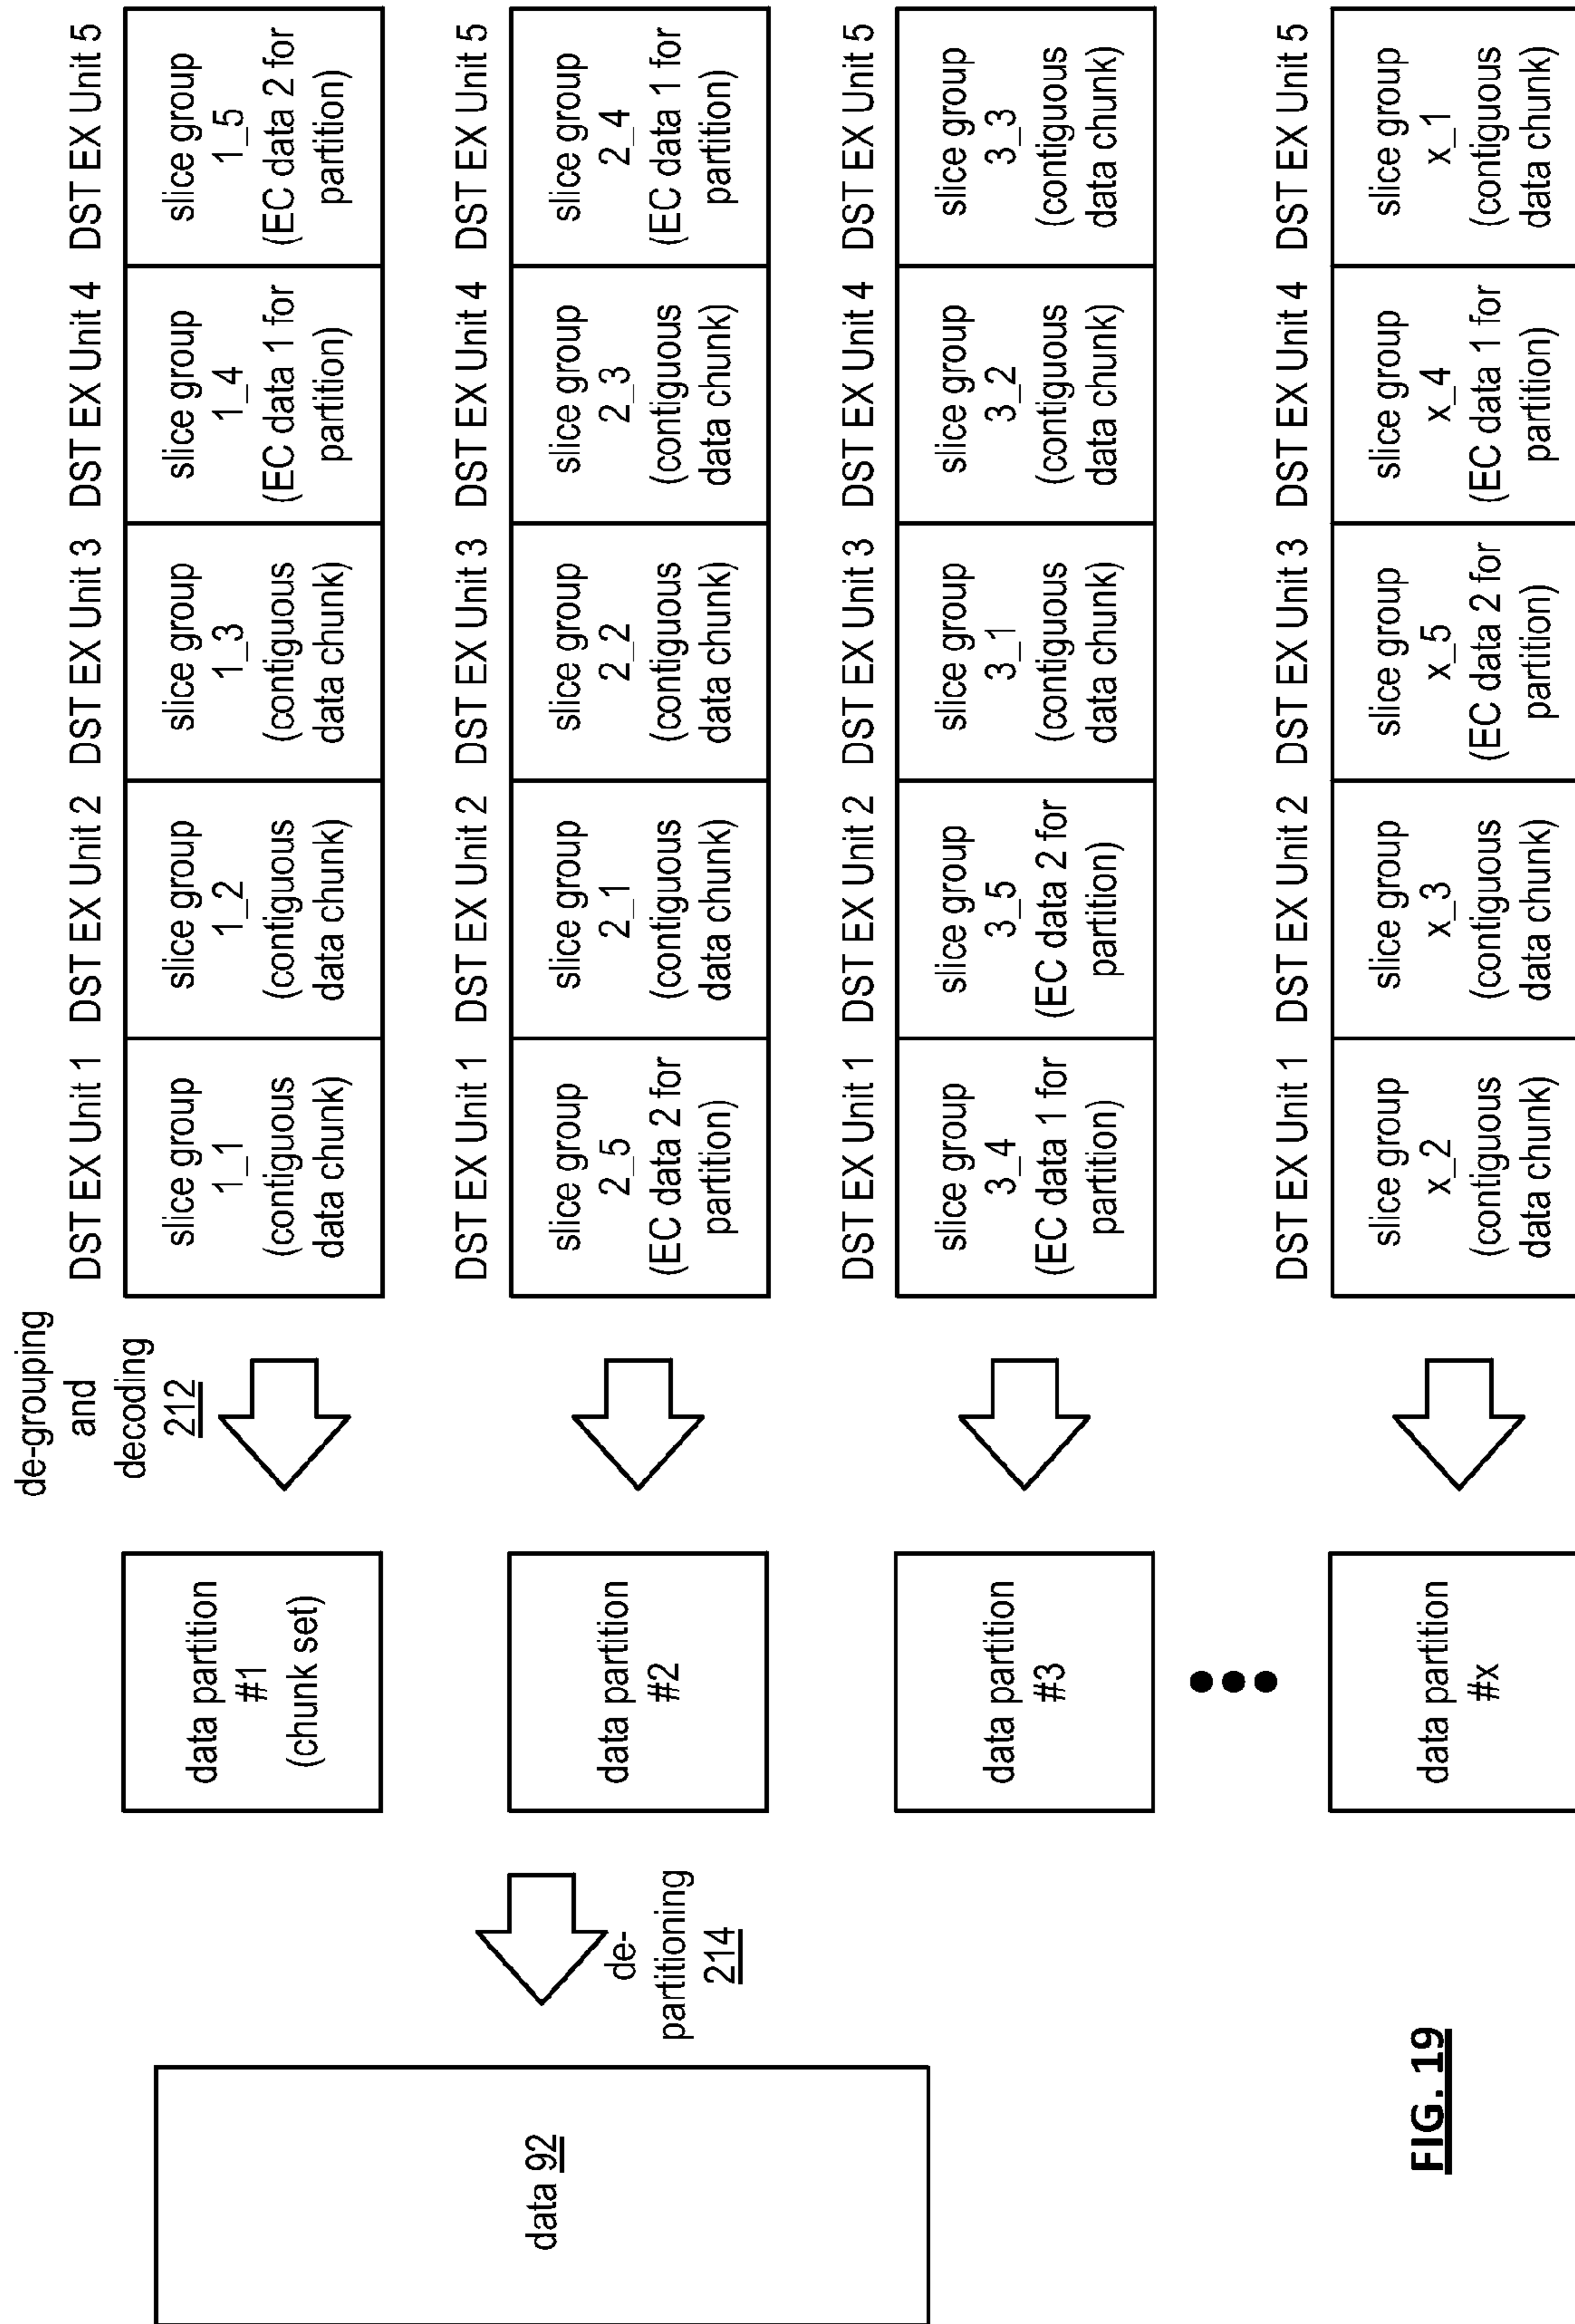 data 92
de-
partitioning
214
data partition
#1
(chunk set)
data partition
#2
data partition
#3
data partition
#x
de-grouping
and
decoding
212
DST EX Unit 1
DST EX Unit 2
DST EX Unit 3
DST EX Unit 4
DST EX Unit 5
slice group
1_1
(contiguous
data chunk)
slice group
1_2
(contiguous
data chunk)
slice group
1_3
(contiguous
data chunk)
slice group
1_4
(EC data 1 for
partition)
slice group
1_5
(EC data 2 for
partition)
DST EX Unit 1
DST EX Unit 2
DST EX Unit 3
DST EX Unit 4
DST EX Unit 5
slice group
2_5
(EC data 2 for
partition)
slice group
2_1
(contiguous
data chunk)
slice group
2_2
(contiguous
data chunk)
slice group
2_3
(contiguous
data chunk)
slice group
2_4
(EC data 1 for
partition)
DST EX Unit 1
DST EX Unit 2
DST EX Unit 3
DST EX Unit 4
DST EX Unit 5
slice group
3_4
(EC data 1 for
partition)
slice group
3_5
(EC data 2 for
partition)
slice group
3_1
(contiguous
data chunk)
slice group
3_2
(contiguous
data chunk)
slice group
3_3
(contiguous
data chunk)
DST EX Unit 1
DST EX Unit 2
DST EX Unit 3
DST EX Unit 4
DST EX Unit 5
slice group
x_2
(contiguous
data chunk)
slice group
x_3
(contiguous
data chunk)
slice group
x_5
(EC data 2 for
partition)
slice group
x_4
(EC data 1 for
partition)
slice group
x_1
(contiguous
data chunk)
FIG. 19